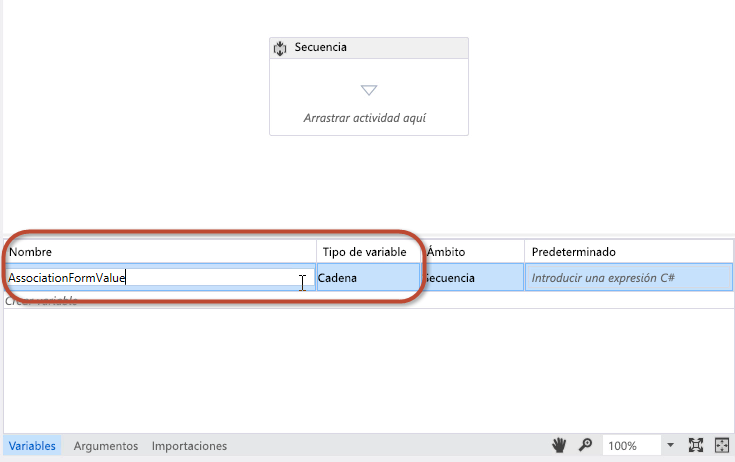 Secuencia
Arrastrar actividad aquí
Nombre Tipo de variable Ámbito Predeterminado
AssociationFormValue Cadena Secuencia Introducir una expresión C#
Crear variable
Variables Argumentos Importaciones 100%